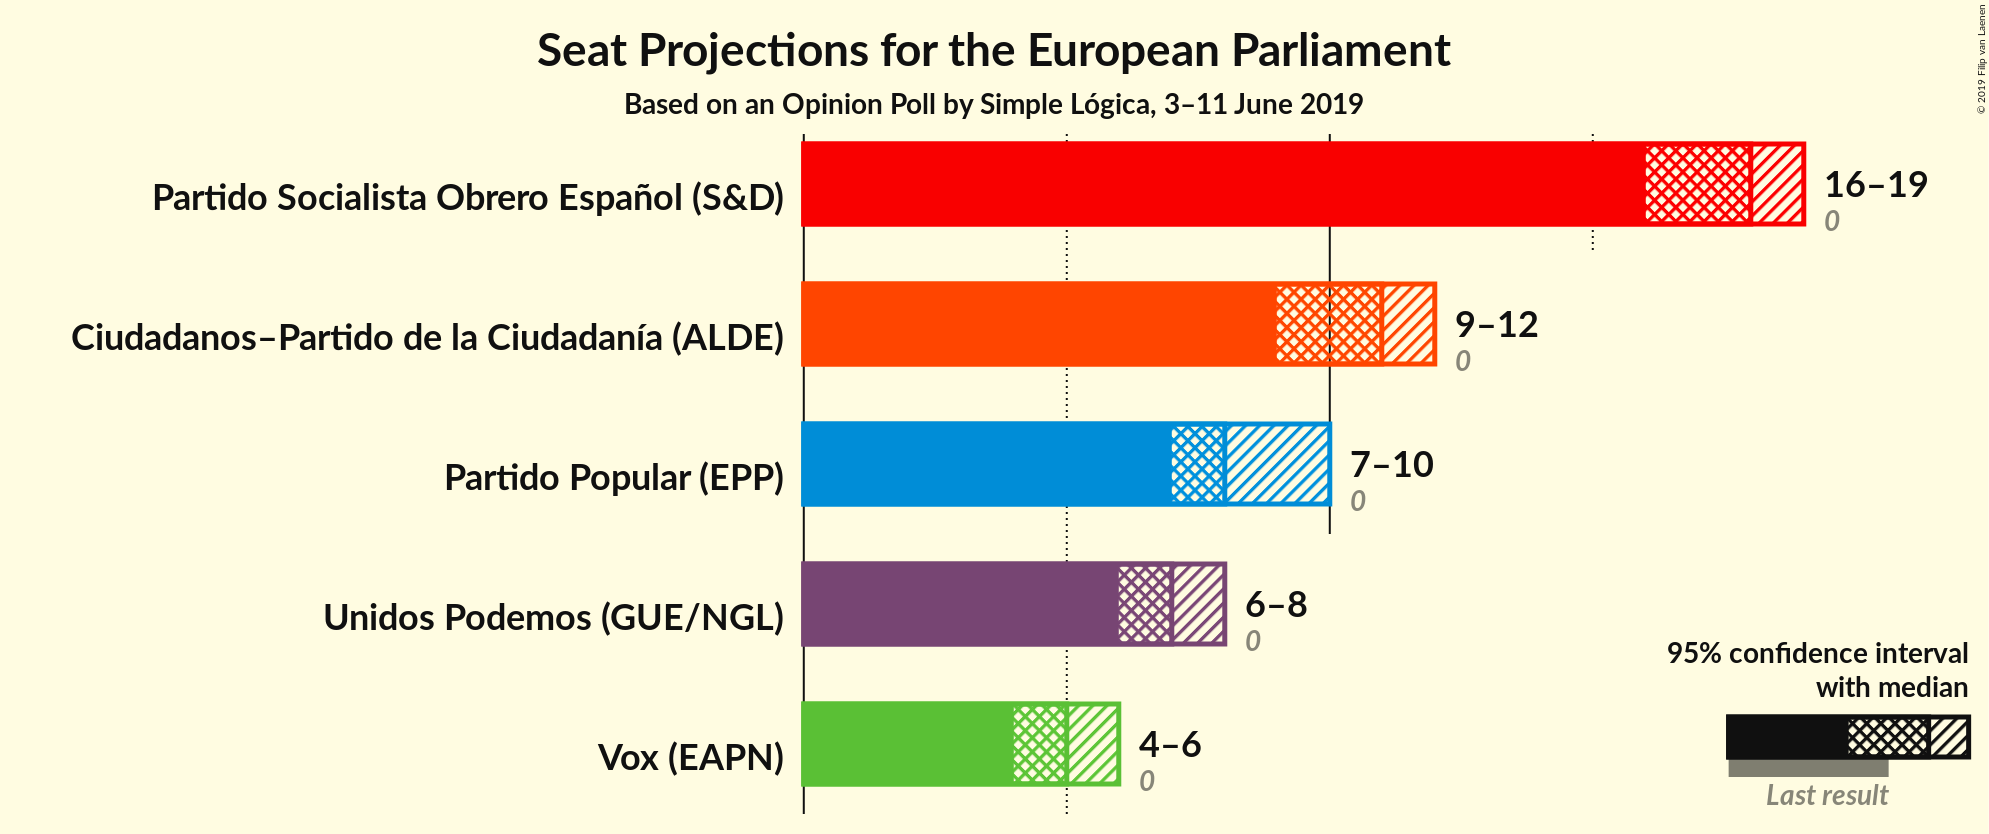 Seat Projections for the European Parliament
Based on an Opinion Poll by Simple Lógica, 3–11 June 2019
© 2019 Filip van Laenen
Partido Socialista Obrero Español (S&D)
16–19
0
Ciudadanos–Partido de la Ciudadanía (ALDE)
9–12
0
Partido Popular (EPP)
7–10
0
Unidos Podemos (GUE/NGL)
6–8
0
Vox (EAPN)
4–6
0
95% confidence interval
with median
Last result